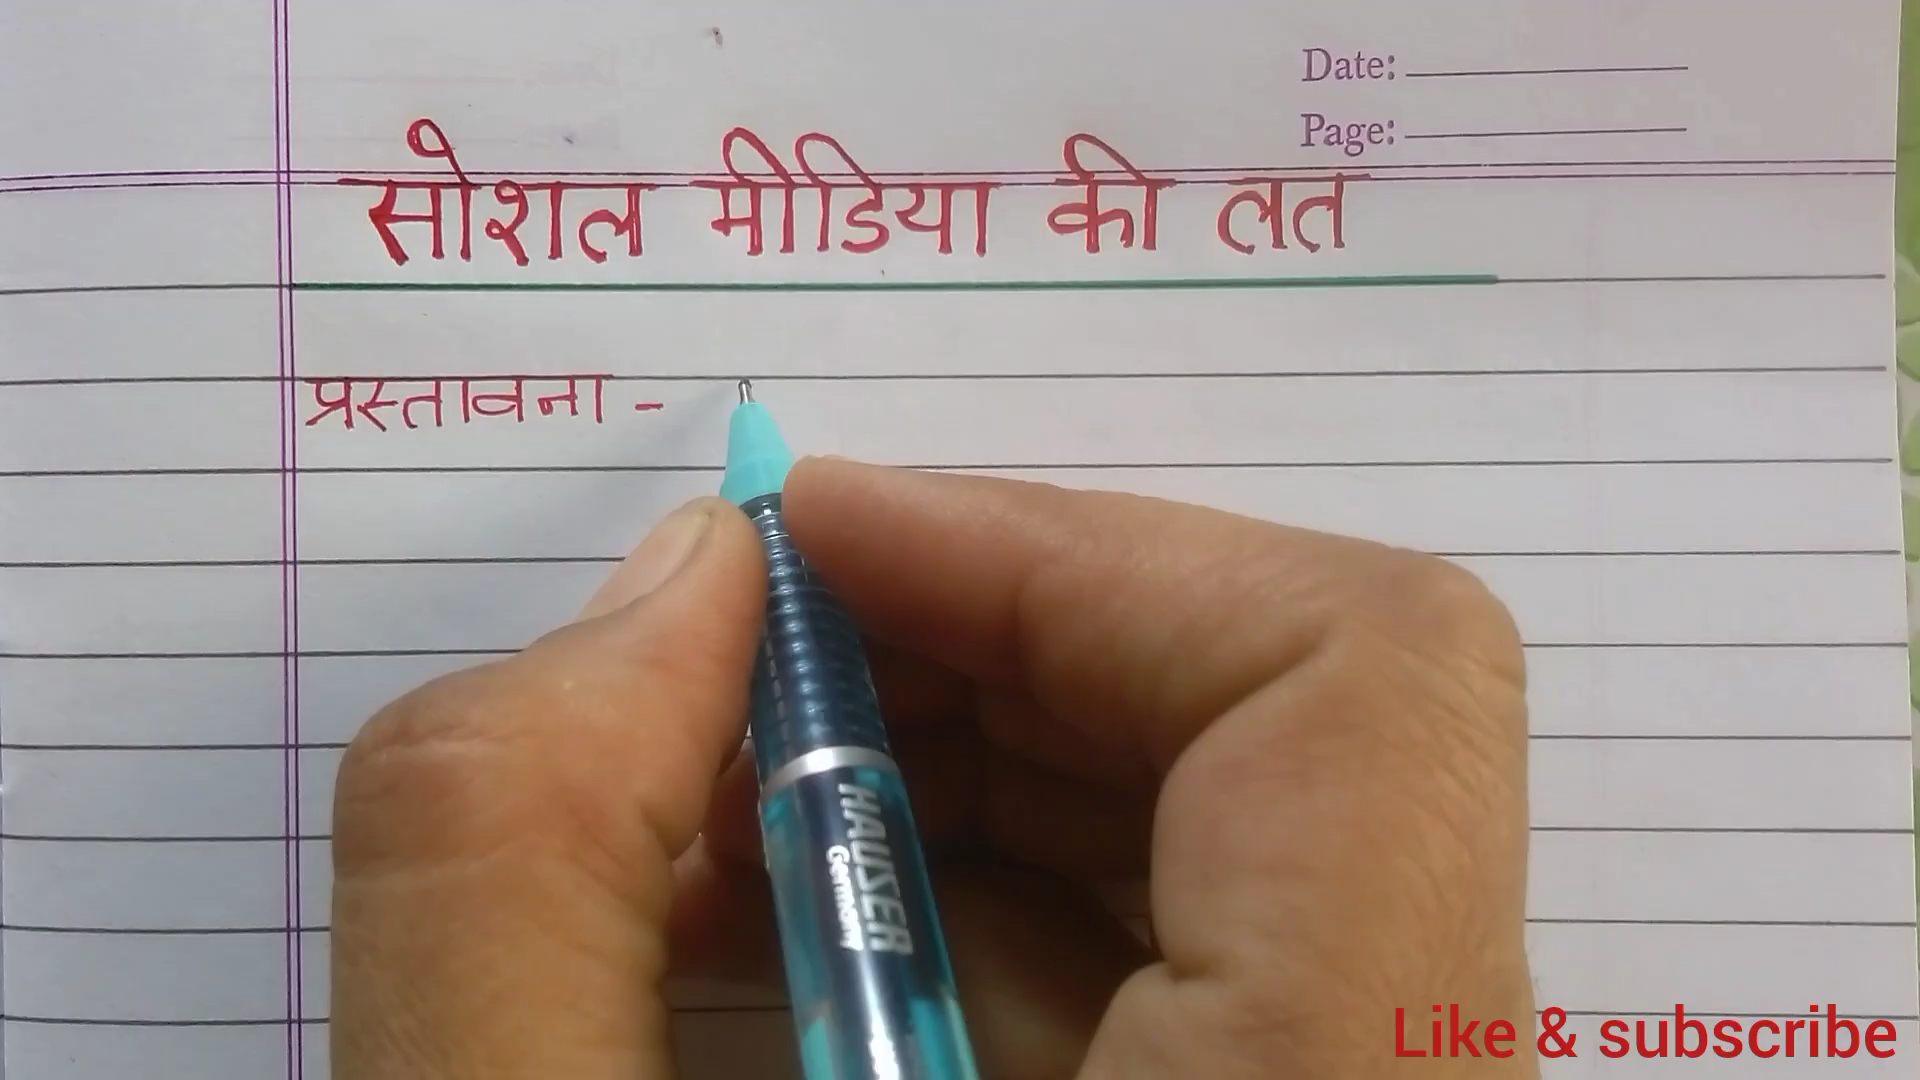 Date:
Page:
सोशल मीडिया की लत
प्रस्तावना -
HAUSER
Germany
Like & subscribe